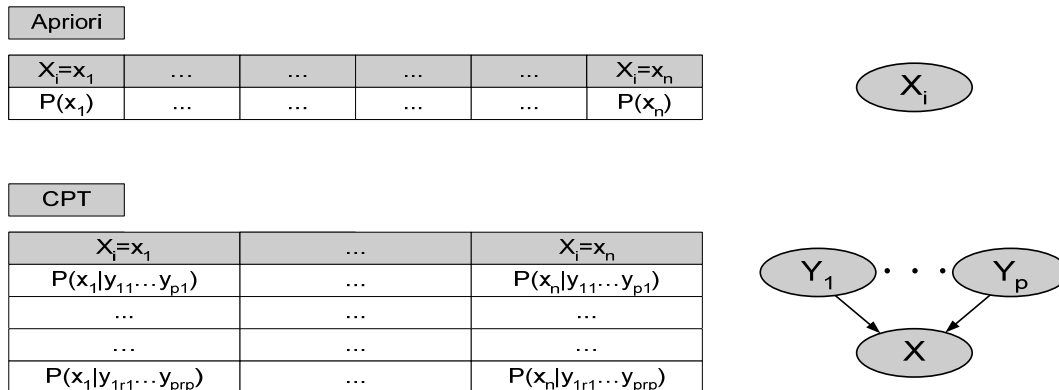 Apriori
Xi=x1 ... ... ... ... Xi=xn
P(x1) ... ... ... ... P(xn)
Xi
CPT
Xi=x1 ... Xi=xn
P(x1|y11...yp1) ... P(xn|y11...yp1)
... ... ...
... ... ...
P(x1|y1r1...yprp) ... P(xn|y1r1...yprp)
Y1 . . . Yp
X